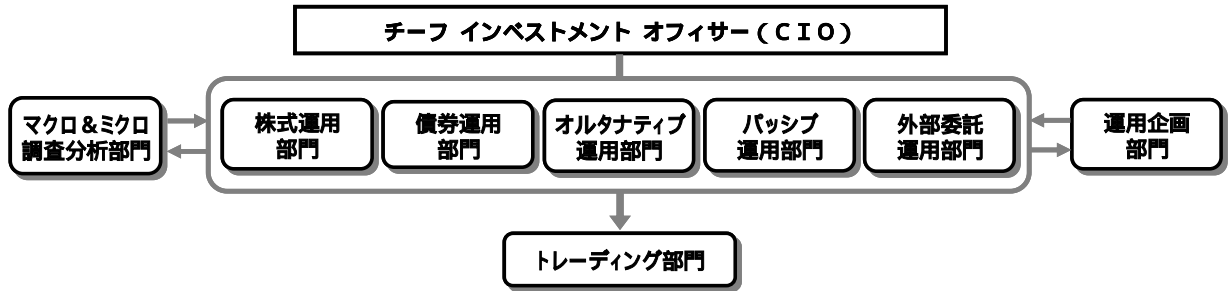 チーフ インベストメント オフィサー(CIO)
マクロ&ミクロ
調査分析部門
株式運用
部門
債券運用
部門
オルタナティブ
運用部門
パッシブ
運用部門
外部委託
運用部門
運用企画
部門
トレーディング部門